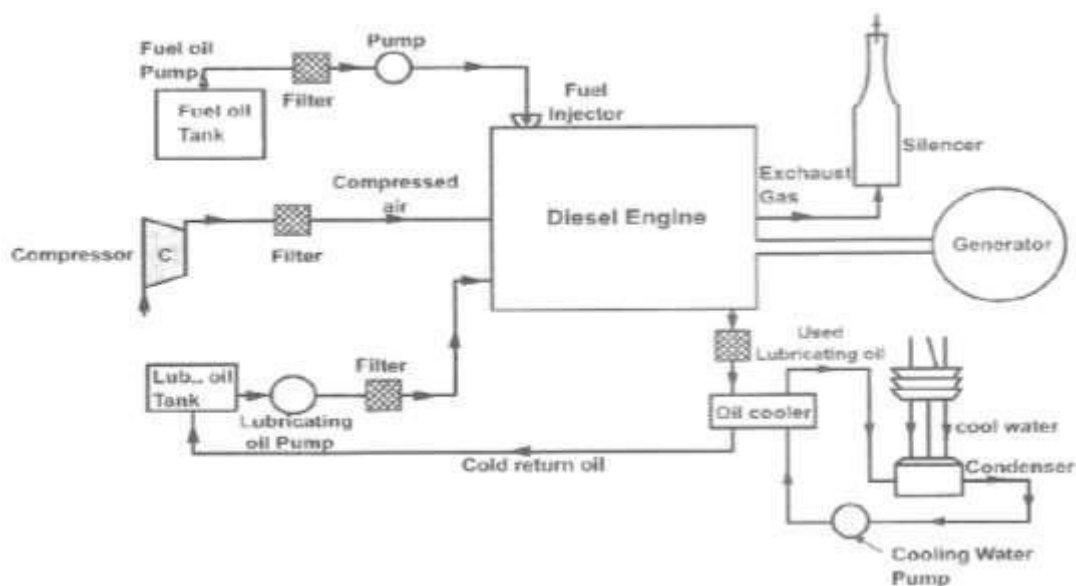 Fuel oil
Pump
Fuel oil
Tank
Filter
Pump
Fuel
Injector
Silencer
Exhaust
Gas
Compressed
air
Diesel Engine
Generator
Compressor
C
Filter
Lub.. oil
Tank
Filter
Lubricating
oil Pump
Used
Lubricating oil
Oil cooler
cool water
Condenser
Cold return oil
Cooling Water
Pump